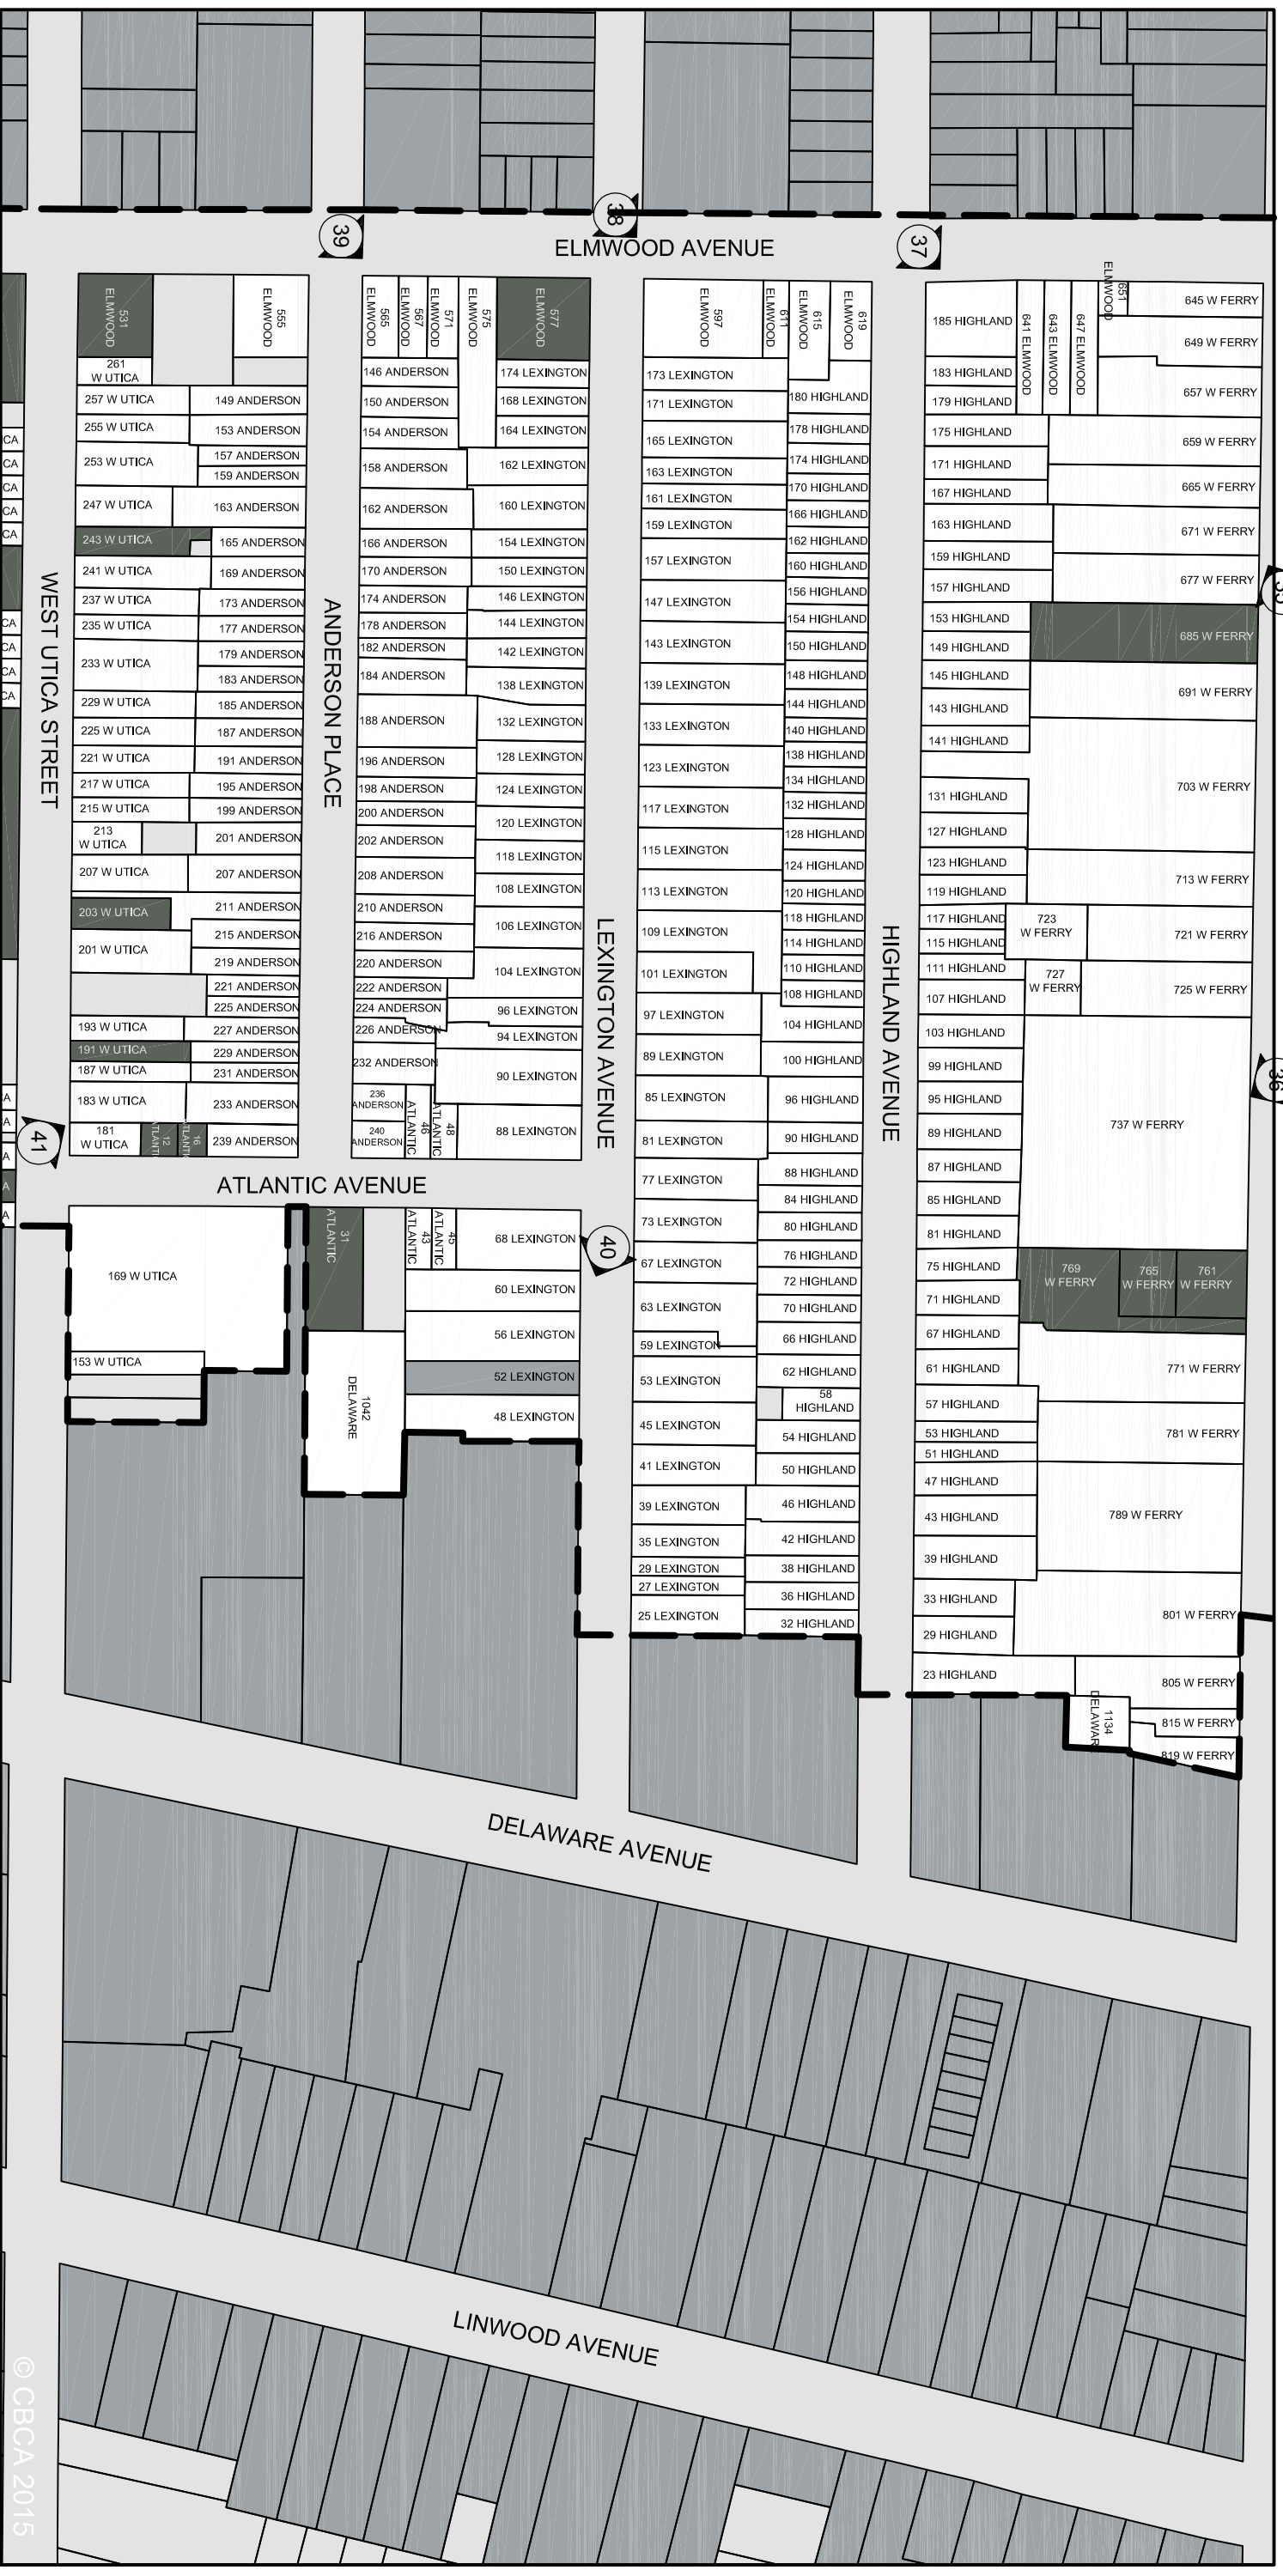 38
39
37
ELMWOOD AVENUE
531
ELMWOOD
555
ELMWOOD
565
ELMWOOD
567
ELMWOOD
571
ELMWOOD
575
ELMWOOD
577
ELMWOOD
597
ELMWOOD
611
ELMWOOD
615
ELMWOOD
619
ELMWOOD
185 HIGHLAND
641 ELMWOOD
643 ELMWOOD
647 ELMWOOD
651
ELMWOOD
645 W FERRY
649 W FERRY
657 W FERRY
659 W FERRY
665 W FERRY
671 W FERRY
677 W FERRY
685 W FERRY
691 W FERRY
703 W FERRY
713 W FERRY
723
W FERRY
721 W FERRY
727
W FERRY
725 W FERRY
737 W FERRY
769
W FERRY
765
W FERRY
761
W FERRY
771 W FERRY
781 W FERRY
789 W FERRY
801 W FERRY
805 W FERRY
815 W FERRY
819 W FERRY
1134
DELAWAR
261
W UTICA
257 W UTICA
255 W UTICA
253 W UTICA
247 W UTICA
243 W UTICA
241 W UTICA
237 W UTICA
235 W UTICA
233 W UTICA
229 W UTICA
225 W UTICA
221 W UTICA
217 W UTICA
215 W UTICA
213
W UTICA
207 W UTICA
203 W UTICA
201 W UTICA
193 W UTICA
191 W UTICA
187 W UTICA
183 W UTICA
181
W UTICA
12
ATLANTI
16
ATLANTI
149 ANDERSON
153 ANDERSON
157 ANDERSON
159 ANDERSON
163 ANDERSON
165 ANDERSON
169 ANDERSON
173 ANDERSON
177 ANDERSON
179 ANDERSON
183 ANDERSON
185 ANDERSON
187 ANDERSON
191 ANDERSON
195 ANDERSON
199 ANDERSON
201 ANDERSON
207 ANDERSON
211 ANDERSON
215 ANDERSON
219 ANDERSON
221 ANDERSON
225 ANDERSON
227 ANDERSON
229 ANDERSON
231 ANDERSON
233 ANDERSON
239 ANDERSON
146 ANDERSON
150 ANDERSON
154 ANDERSON
158 ANDERSON
162 ANDERSON
166 ANDERSON
170 ANDERSON
174 ANDERSON
178 ANDERSON
182 ANDERSON
184 ANDERSON
188 ANDERSON
196 ANDERSON
198 ANDERSON
200 ANDERSON
202 ANDERSON
208 ANDERSON
210 ANDERSON
216 ANDERSON
220 ANDERSON
222 ANDERSON
224 ANDERSON
226 ANDERSON
232 ANDERSON
236
ANDERSON
240
ANDERSON
46
ATLANTIC
48
ATLANTIC
174 LEXINGTON
168 LEXINGTON
164 LEXINGTON
162 LEXINGTON
160 LEXINGTON
154 LEXINGTON
150 LEXINGTON
146 LEXINGTON
144 LEXINGTON
142 LEXINGTON
138 LEXINGTON
132 LEXINGTON
128 LEXINGTON
124 LEXINGTON
120 LEXINGTON
118 LEXINGTON
108 LEXINGTON
106 LEXINGTON
104 LEXINGTON
96 LEXINGTON
94 LEXINGTON
90 LEXINGTON
88 LEXINGTON
173 LEXINGTON
171 LEXINGTON
165 LEXINGTON
163 LEXINGTON
161 LEXINGTON
159 LEXINGTON
157 LEXINGTON
147 LEXINGTON
143 LEXINGTON
139 LEXINGTON
133 LEXINGTON
123 LEXINGTON
117 LEXINGTON
115 LEXINGTON
113 LEXINGTON
109 LEXINGTON
101 LEXINGTON
97 LEXINGTON
89 LEXINGTON
85 LEXINGTON
81 LEXINGTON
77 LEXINGTON
73 LEXINGTON
67 LEXINGTON
63 LEXINGTON
59 LEXINGTON
53 LEXINGTON
45 LEXINGTON
41 LEXINGTON
39 LEXINGTON
35 LEXINGTON
29 LEXINGTON
27 LEXINGTON
25 LEXINGTON
180 HIGHLAND
178 HIGHLAND
174 HIGHLAND
170 HIGHLAND
166 HIGHLAND
162 HIGHLAND
160 HIGHLAND
156 HIGHLAND
154 HIGHLAND
150 HIGHLAND
148 HIGHLAND
144 HIGHLAND
140 HIGHLAND
138 HIGHLAND
134 HIGHLAND
132 HIGHLAND
128 HIGHLAND
124 HIGHLAND
120 HIGHLAND
118 HIGHLAND
114 HIGHLAND
110 HIGHLAND
108 HIGHLAND
104 HIGHLAND
100 HIGHLAND
96 HIGHLAND
90 HIGHLAND
88 HIGHLAND
84 HIGHLAND
80 HIGHLAND
76 HIGHLAND
72 HIGHLAND
70 HIGHLAND
66 HIGHLAND
62 HIGHLAND
58
HIGHLAND
54 HIGHLAND
50 HIGHLAND
46 HIGHLAND
42 HIGHLAND
38 HIGHLAND
36 HIGHLAND
32 HIGHLAND
183 HIGHLAND
179 HIGHLAND
175 HIGHLAND
171 HIGHLAND
167 HIGHLAND
163 HIGHLAND
159 HIGHLAND
157 HIGHLAND
153 HIGHLAND
149 HIGHLAND
145 HIGHLAND
143 HIGHLAND
141 HIGHLAND
131 HIGHLAND
127 HIGHLAND
123 HIGHLAND
119 HIGHLAND
117 HIGHLAND
115 HIGHLAND
111 HIGHLAND
107 HIGHLAND
103 HIGHLAND
99 HIGHLAND
95 HIGHLAND
89 HIGHLAND
87 HIGHLAND
85 HIGHLAND
81 HIGHLAND
75 HIGHLAND
71 HIGHLAND
67 HIGHLAND
61 HIGHLAND
57 HIGHLAND
53 HIGHLAND
51 HIGHLAND
47 HIGHLAND
43 HIGHLAND
39 HIGHLAND
33 HIGHLAND
29 HIGHLAND
23 HIGHLAND
WEST UTICA STREET
ANDERSON PLACE
LEXINGTON AVENUE
HIGHLAND AVENUE
36
41
ATLANTIC AVENUE
40
169 W UTICA
153 W UTICA
31
ATLANTIC
43
ATLANTIC
45
ATLANTIC
68 LEXINGTON
60 LEXINGTON
56 LEXINGTON
52 LEXINGTON
48 LEXINGTON
1042
DELAWARE
DELAWARE AVENUE
LINWOOD AVENUE
© CBCA 2015